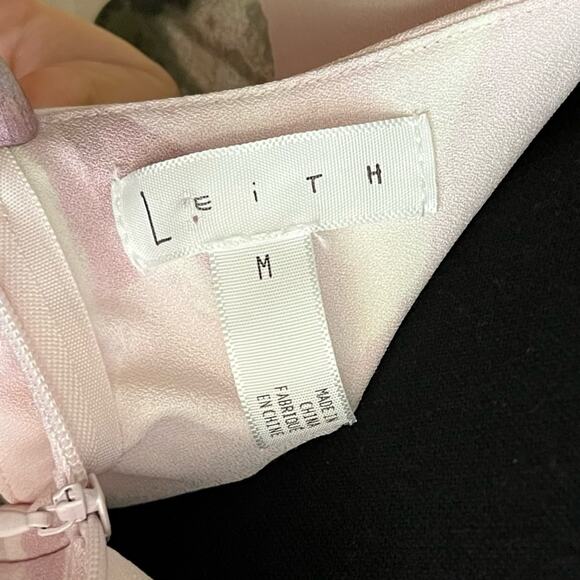 LEiTH
M
MADE IN
CHINA
FABRIQUÉ
EN CHINE